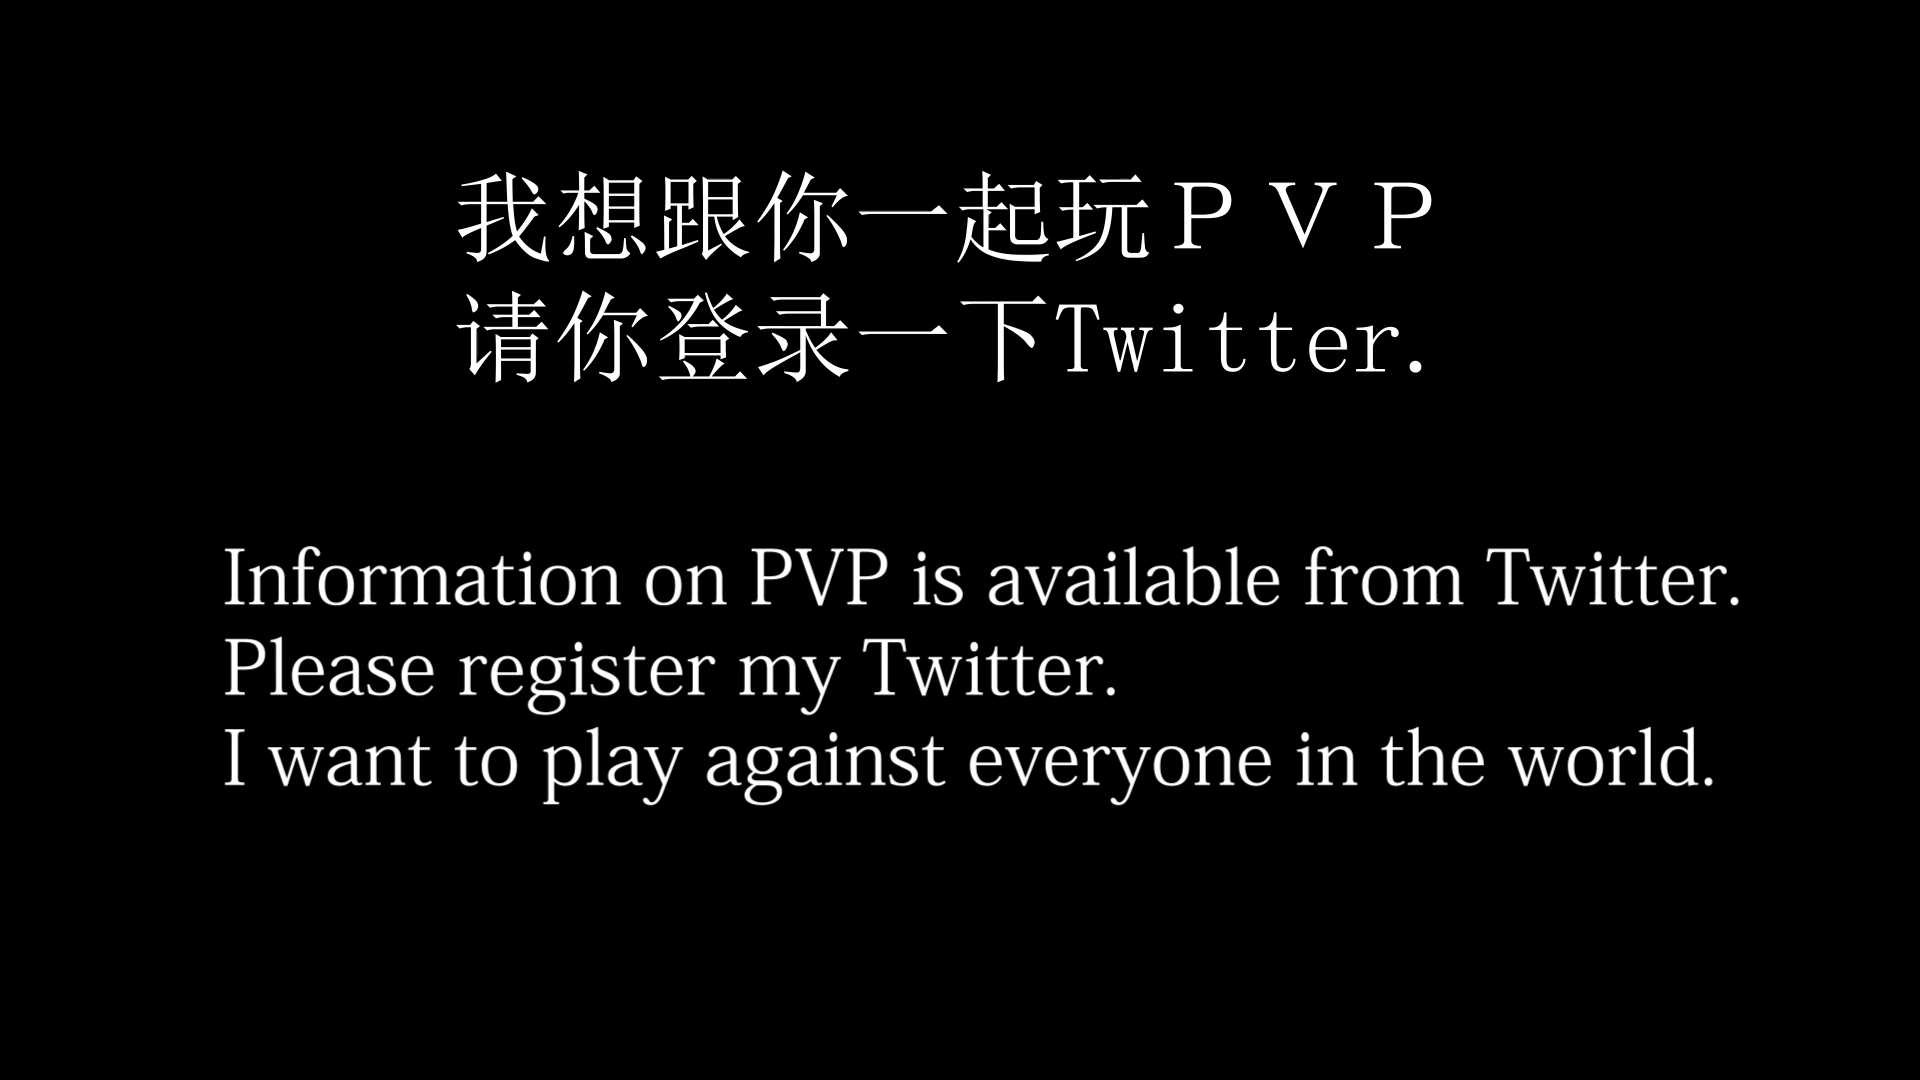 我想跟你一起玩ＰＶＰ
请你登录一下Twitter.
Information on PVP is available from Twitter.
Please register my Twitter.
I want to play against everyone in the world.